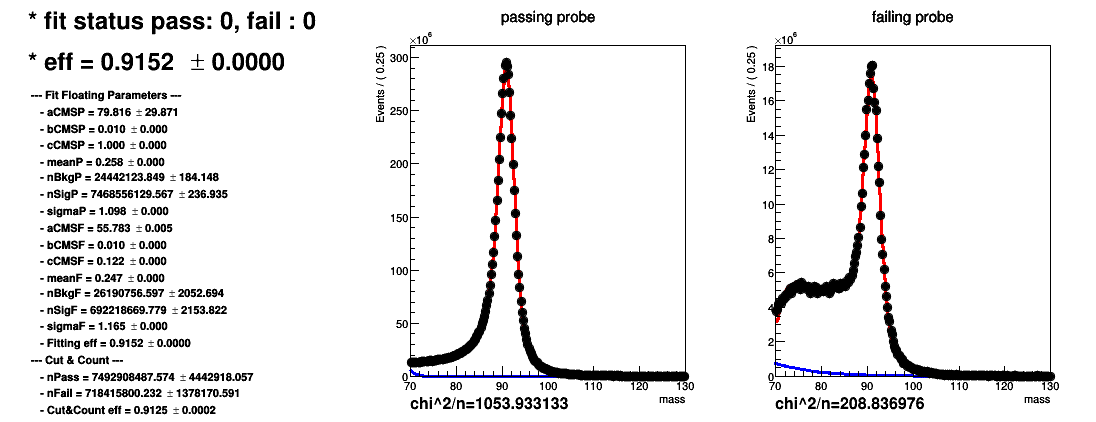 * fit status pass: 0, fail : 0
* eff = 0.9152 ± 0.0000
--- Fit Floating Parameters ---
- aCMSP = 79.816 ± 29.871
- bCMSP = 0.010 ± 0.000
- cCMSP = 1.000 ± 0.000
- meanP = 0.258 ± 0.000
- nBkgP = 24442123.849 ± 184.148
- nSigP = 7468556129.567 ± 236.935
- sigmaP = 1.098 ± 0.000
- aCMSF = 55.783 ± 0.005
- bCMSF = 0.010 ± 0.000
- cCMSF = 0.122 ± 0.000
- meanF = 0.247 ± 0.000
- nBkgF = 26190756.597 ± 2052.694
- nSigF = 692218669.779 ± 2153.822
- sigmaF = 1.165 ± 0.000
- Fitting eff = 0.9152 ± 0.0000
--- Cut & Count ---
- nPass = 7492908487.574 ± 4442918.057
- nFail = 718415800.232 ± 1378170.591
- Cut&Count eff = 0.9125 ± 0.0002
passing probe
×10⁶
Events / ( 0.25 )
300
250
200
150
100
50
0
70 80 90 100 110 120 130
mass
chi^2/n=1053.933133
failing probe
×10⁶
Events / ( 0.25 )
18
16
14
12
10
8
6
4
2
0
70 80 90 100 110 120 130
mass
chi^2/n=208.836976